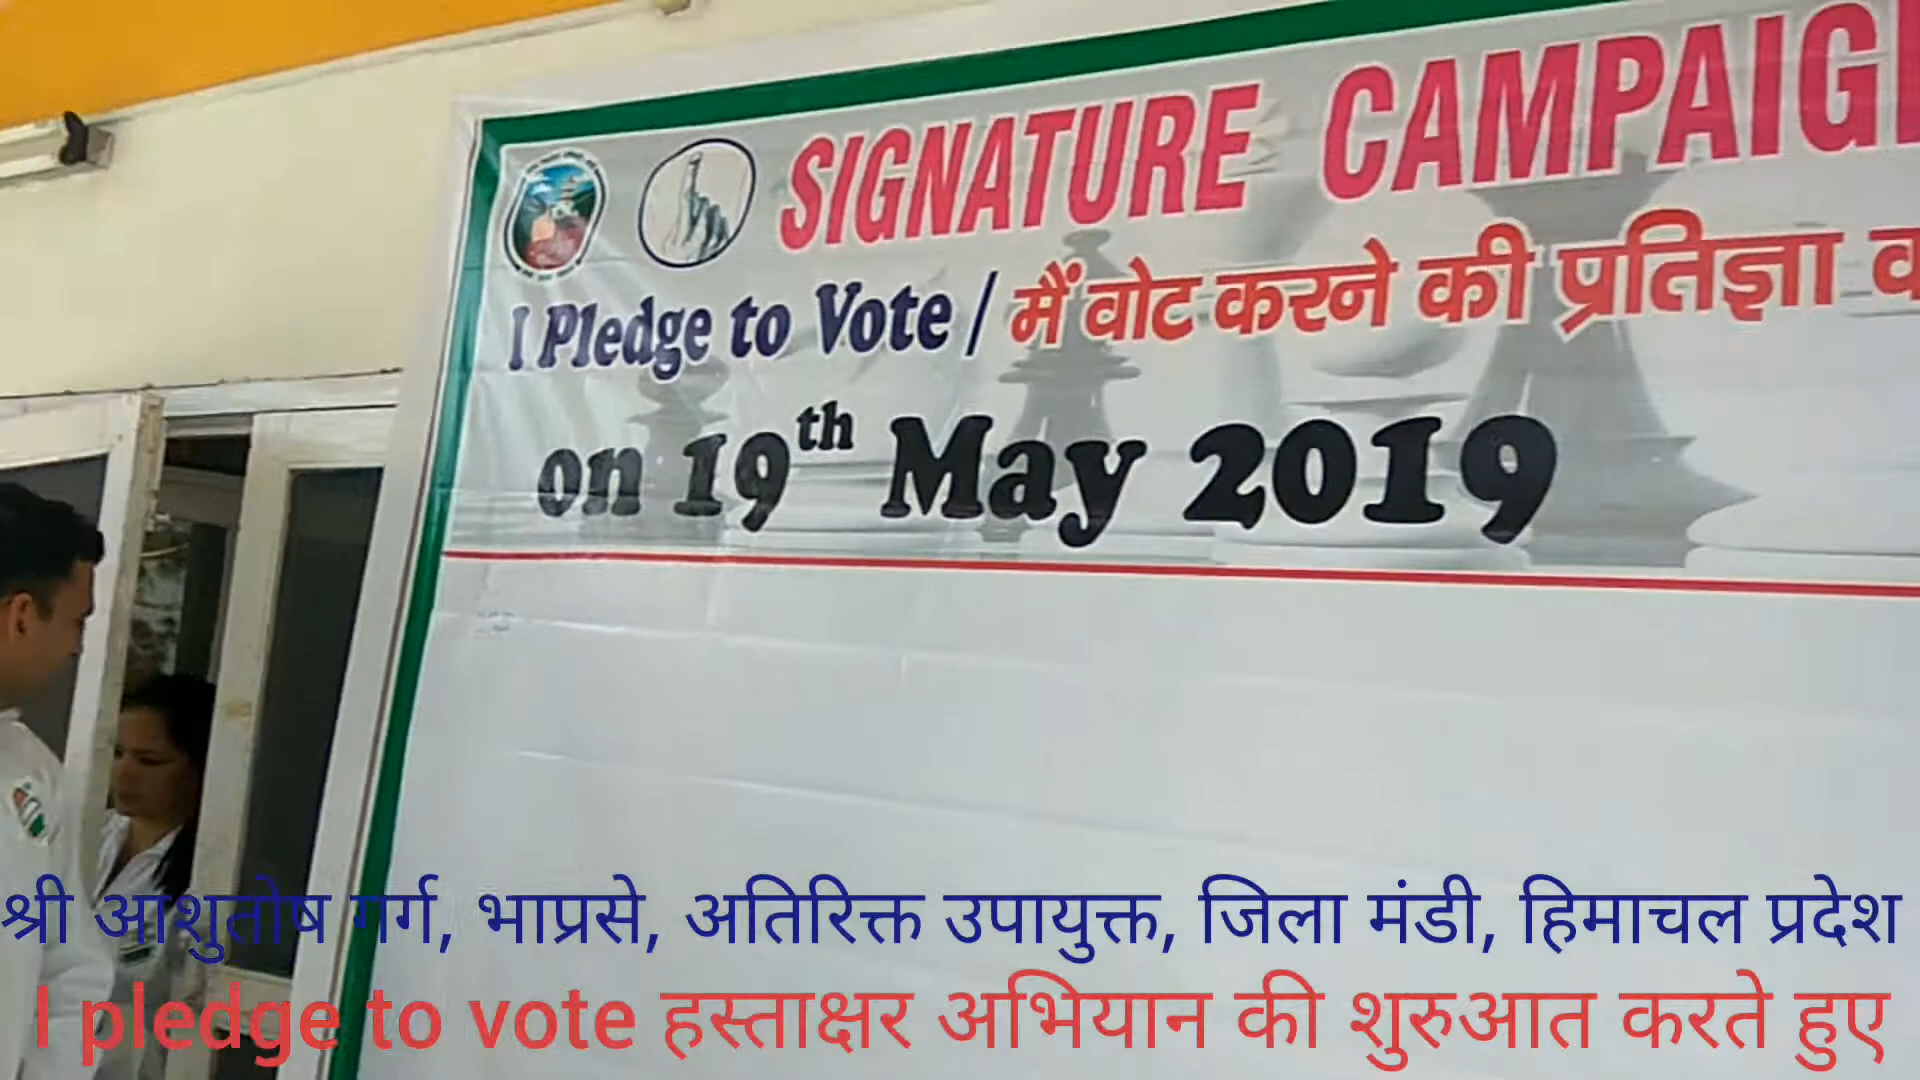 SIGNATURE CAMPAIG
I Pledge to Vote / मैं वोट करने की प्रतिज्ञा
on 19th May 2019
श्री आशुतोष गर्ग, भाप्रसे, अतिरिक्त उपायुक्त, जिला मंडी, हिमाचल प्रदेश
I pledge to vote हस्ताक्षर अभियान की शुरुआत करते हुए